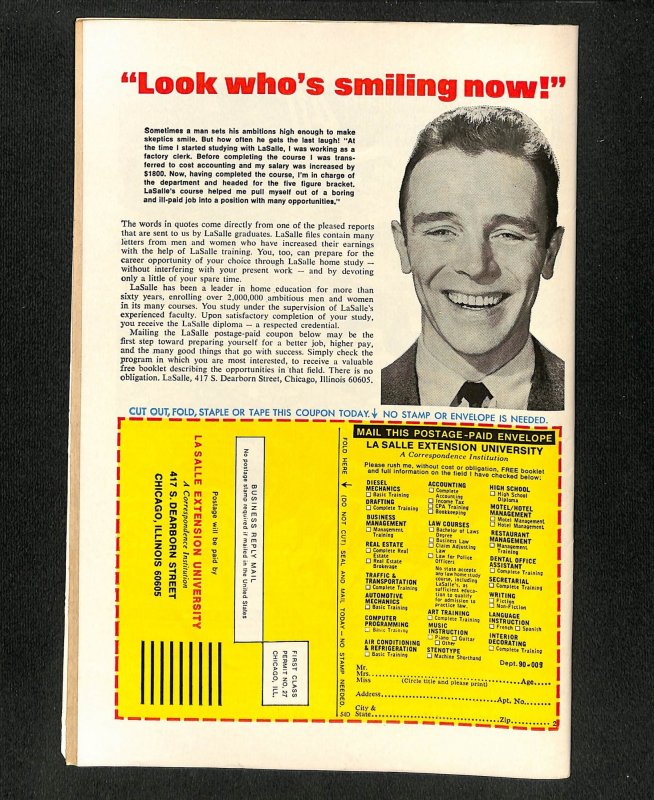 “Look who’s smiling now!”
Sometimes a man sets his ambitions high enough to make
skeptics smile. But how often he gets the last laugh! “At
the time I started studying with LaSalle, I was working as a
factory clerk. Before completing the course I was trans-
ferred to cost accounting and my salary was increased by
$1800. Now, having completed the course, I’m in charge of
the department and headed for the five figure bracket.
LaSalle’s course helped me pull myself out of a boring
and ill-paid job into a position with many opportunities.”
The words in quotes come directly from one of the pleased reports
that are sent to us by LaSalle graduates. LaSalle files contain many
letters from men and women who have increased their earnings
with the help of LaSalle training. You, too, can prepare for the
career opportunity of your choice through LaSalle home study —
without interfering with your present work — and by devoting
only a little of your spare time.
LaSalle has been a leader in home education for more than
sixty years, enrolling over 2,000,000 ambitious men and women
in its many courses. You study under the supervision of LaSalle’s
experienced faculty. Upon satisfactory completion of your study,
you receive the LaSalle diploma — a respected credential.
Mailing the LaSalle postage-paid coupon below may be the
first step toward preparing yourself for a better job, higher pay,
and the many good things that go with success. Simply check the
program in which you are most interested, to receive a valuable
free booklet describing the opportunities in that field. There is no
obligation. LaSalle, 417 S. Dearborn Street, Chicago, Illinois 60605.
CUT OUT, FOLD, STAPLE OR TAPE THIS COUPON TODAY. NO STAMP OR ENVELOPE IS NEEDED.
BUSINESS REPLY MAIL
No postage stamp required if mailed in the United States
FIRST CLASS
PERMIT NO. 27
CHICAGO, ILL.
Postage will be paid by
LA SALLE EXTENSION UNIVERSITY
A Correspondence Institution
417 S. DEARBORN STREET
CHICAGO, ILLINOIS 60605
FOLD HERE (DO NOT CUT) SEAL AND MAIL TODAY — NO STAMP NEEDED.
54D
MAIL THIS POSTAGE-PAID ENVELOPE
LA SALLE EXTENSION UNIVERSITY
A Correspondence Institution
Please rush me, without cost or obligation, FREE booklet
and full information on the field I have checked below:
DIESEL
MECHANICS
Basic Training
DRAFTING
Complete Training
BUSINESS
MANAGEMENT
Management
Training
REAL ESTATE
Complete Real
Estate
Real Estate
Brokerage
TRAFFIC &
TRANSPORTATION
Complete Training
AUTOMOTIVE
MECHANICS
Basic Training
COMPUTER
PROGRAMMING
Basic Training
AIR CONDITIONING
& REFRIGERATION
Basic Training
ACCOUNTING
Complete
Accounting
Income Tax
CPA Training
Bookkeeping
LAW COURSES
Bachelor of Laws
Degree
Business Law
Claim Adjusting
Law
Law for Police
Officers
No state accepts
any law home study
course, including
LaSalle’s, as
sufficient educa-
tion to qualify
for admission to
practice law.
ART TRAINING
Complete Training
MUSIC
INSTRUCTION
Piano Guitar
Other
STENOTYPE
Machine Shorthand
HIGH SCHOOL
High School
Diploma
MOTEL/HOTEL
MANAGEMENT
Motel Management
Hotel Management
RESTAURANT
MANAGEMENT
Management
Training
DENTAL OFFICE
ASSISTANT
Complete Training
SECRETARIAL
Complete Training
WRITING
Fiction
Non-Fiction
LANGUAGE
INSTRUCTION
French Spanish
INTERIOR
DECORATING
Complete Training
Dept. 90-009
Mr.
Mrs.
Miss Age
(Circle title and please print)
Address Apt. No.
City &
State Zip
2